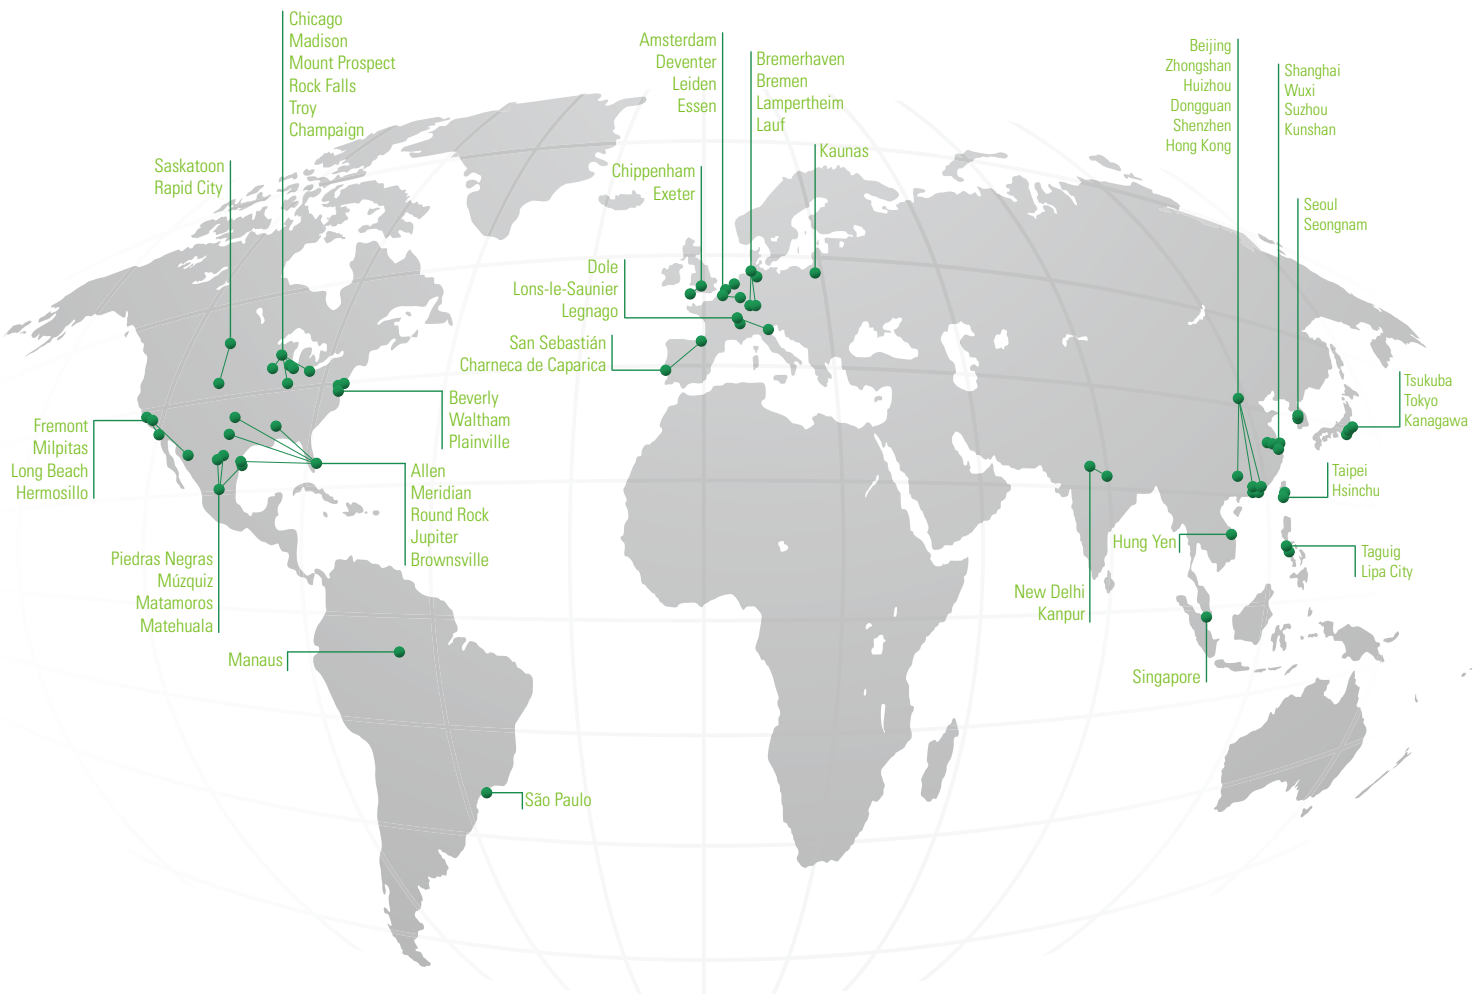 Chicago
Madison
Mount Prospect
Rock Falls
Troy
Champaign
Saskatoon
Rapid City
Amsterdam
Deventer
Leiden
Essen
Bremerhaven
Bremen
Lampertheim
Lauf
Chippenham
Exeter
Kaunas
Dole
Lons-le-Saunier
Legnago
San Sebastián
Charneca de Caparica
Beijing
Zhongshan
Huizhou
Dongguan
Shenzhen
Hong Kong
Shanghai
Wuxi
Suzhou
Kunshan
Seoul
Seongnam
Tsukuba
Tokyo
Kanagawa
Taipei
Hsinchu
Taguig
Lipa City
Hung Yen
New Delhi
Kanpur
Singapore
Fremont
Milpitas
Long Beach
Hermosillo
Beverly
Waltham
Plainville
Allen
Meridian
Round Rock
Jupiter
Brownsville
Piedras Negras
Múzquiz
Matamoros
Matehuala
Manaus
São Paulo